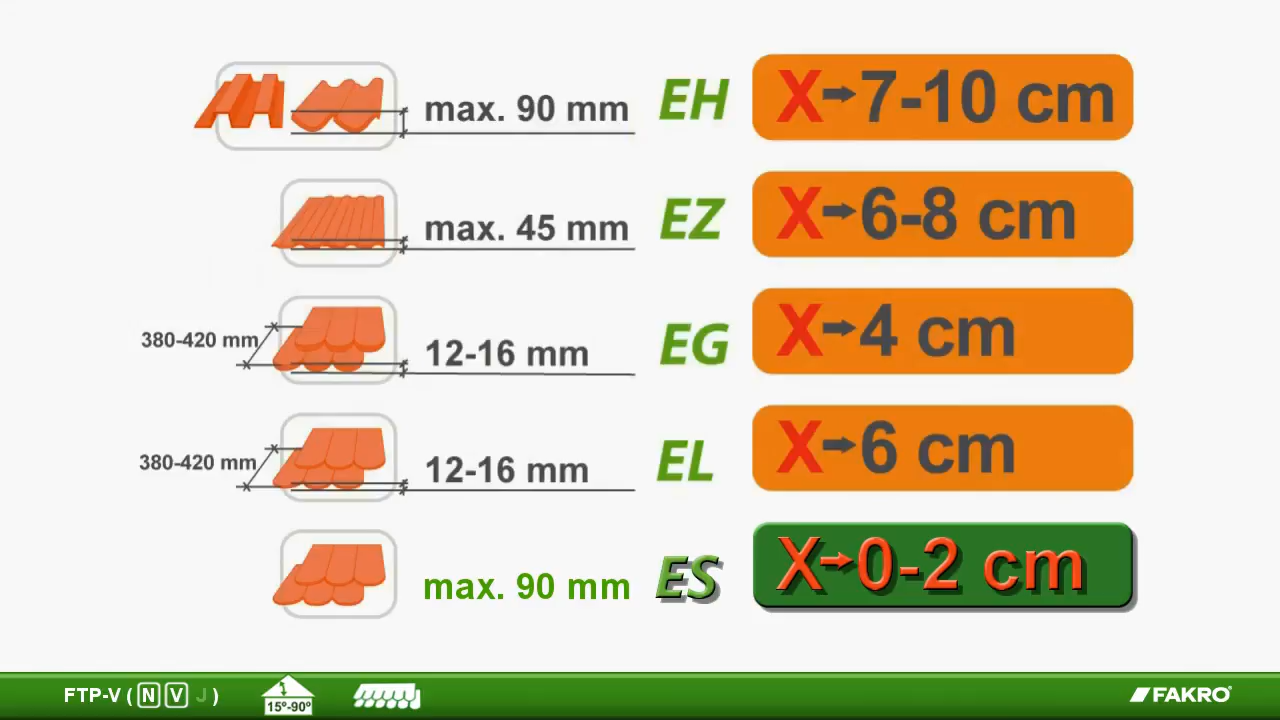 max. 90 mm EH X→7-10 cm
max. 45 mm EZ X→6-8 cm
380-420 mm 12-16 mm EG X→4 cm
380-420 mm 12-16 mm EL X→6 cm
max. 90 mm ES X→0-2 cm
FTP-V ( N V J ) 15º-90º FAKRO®